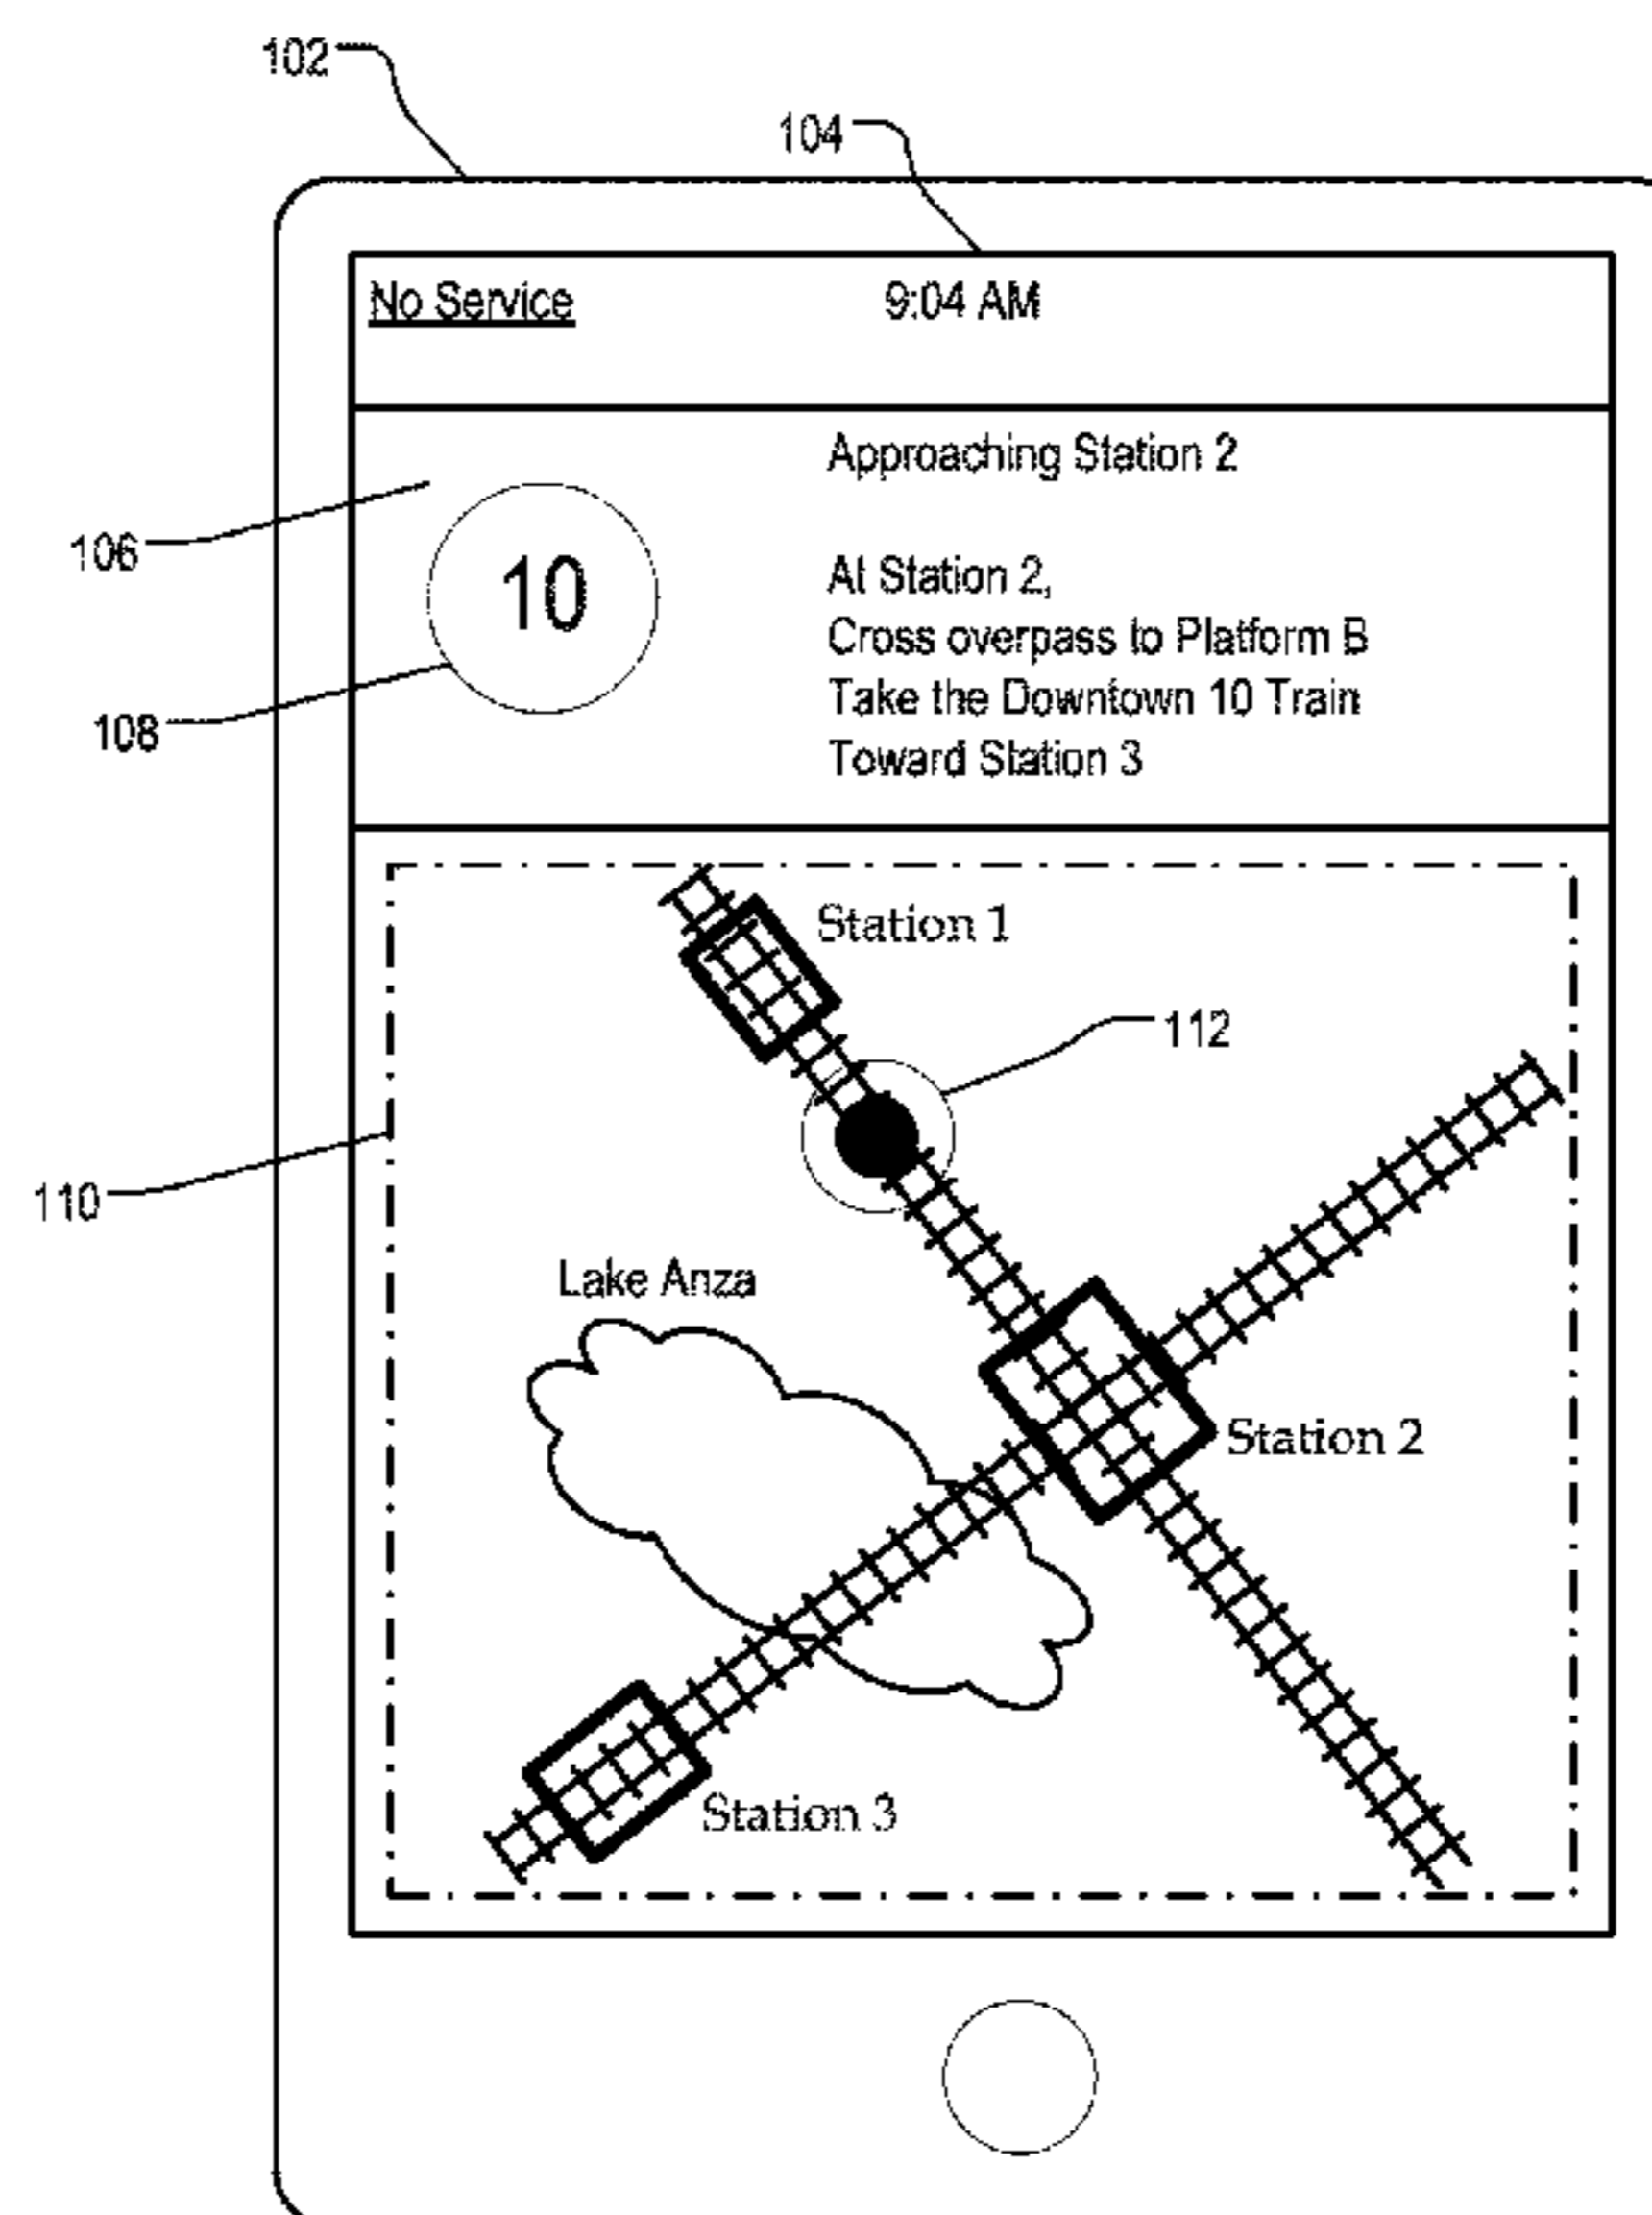 102
104
No Service
9:04 AM
Approaching Station 2
106
10
At Station 2,
Cross overpass to Platform B
Take the Downtown 10 Train
108
Toward Station 3
Station 1
112
110
Lake Anza
Station 2
Station 3